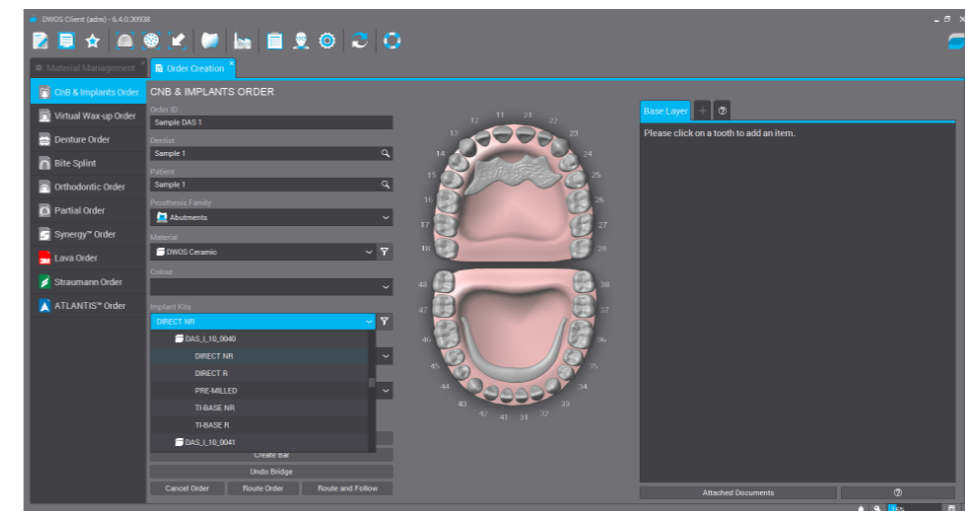 DWOS Client (adm) - 6.4.0.30938
Material Management
Order Creation
CnB & Implants Order
Virtual Wax-up Order
Denture Order
Bite Splint
Orthodontic Order
Partial Order
Synergy™ Order
Lava Order
Straumann Order
ATLANTIS™ Order
CNB & IMPLANTS ORDER
Order ID
Sample DAS 1
Dentist
Sample 1
Patient
Sample 1
Prosthesis Family
Abutments
Material
DWOS Ceramic
Colour
Implant Kits
DIRECT NR
DAS_I_10_0040
DIRECT NR
DIRECT R
PRE-MILLED
TI-BASE NR
TI-BASE R
DAS_I_10_0041
Create Bar
Undo Bridge
Cancel Order Route Order Route and Follow
12 11 21 22
13 23
14 24
15 25
16 26
17 27
18 28
48 38
47 37
46 36
45 35
44 34
43 33
42 41 31 32
Base Layer + ?
Please click on a tooth to add an item.
Attached Documents ?
16%